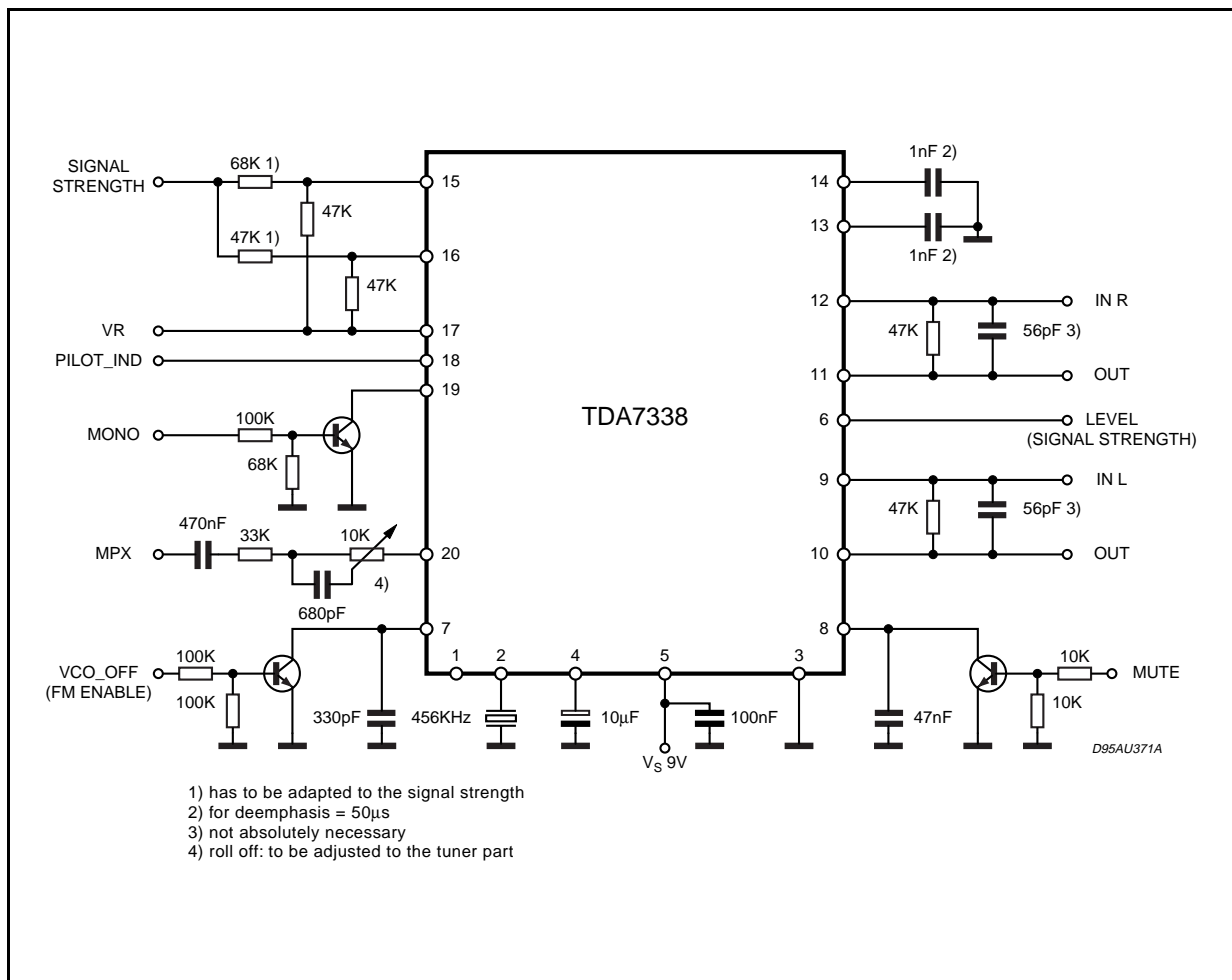 SIGNAL
STRENGTH
68K 1)
15
47K
47K 1)
16
47K
VR
17
PILOT_IND
18
19
MONO
100K
68K
470nF
MPX
33K
10K
20
4)
680pF
7
VCO_OFF
(FM ENABLE)
100K
100K
330pF
1
2
4
5
3
456KHz
10µF
100nF
VS 9V
TDA7338
1nF 2)
14
13
1nF 2)
12
IN R
47K
56pF 3)
11
OUT
6
LEVEL
(SIGNAL STRENGTH)
9
IN L
47K
56pF 3)
10
OUT
8
10K
MUTE
47nF
10K
D95AU371A
1) has to be adapted to the signal strength
2) for deemphasis = 50µs
3) not absolutely necessary
4) roll off: to be adjusted to the tuner part